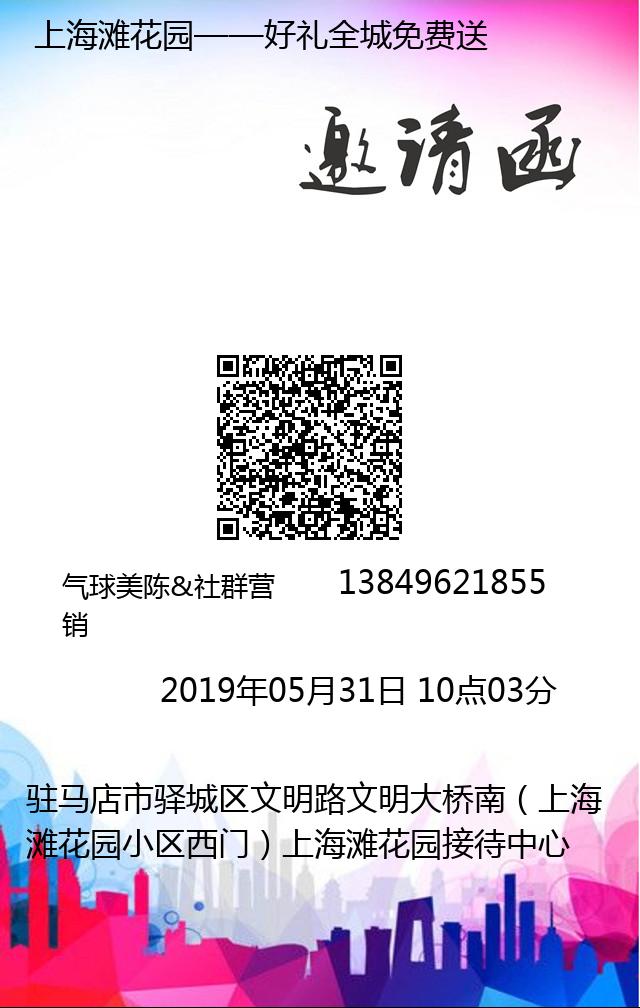 上海滩花园——好礼全城免费送
邀请函
气球美陈&社群营
销
13849621855
2019年05月31日 10点03分
驻马店市驿城区文明路文明大桥南（上海
滩花园小区西门）上海滩花园接待中心